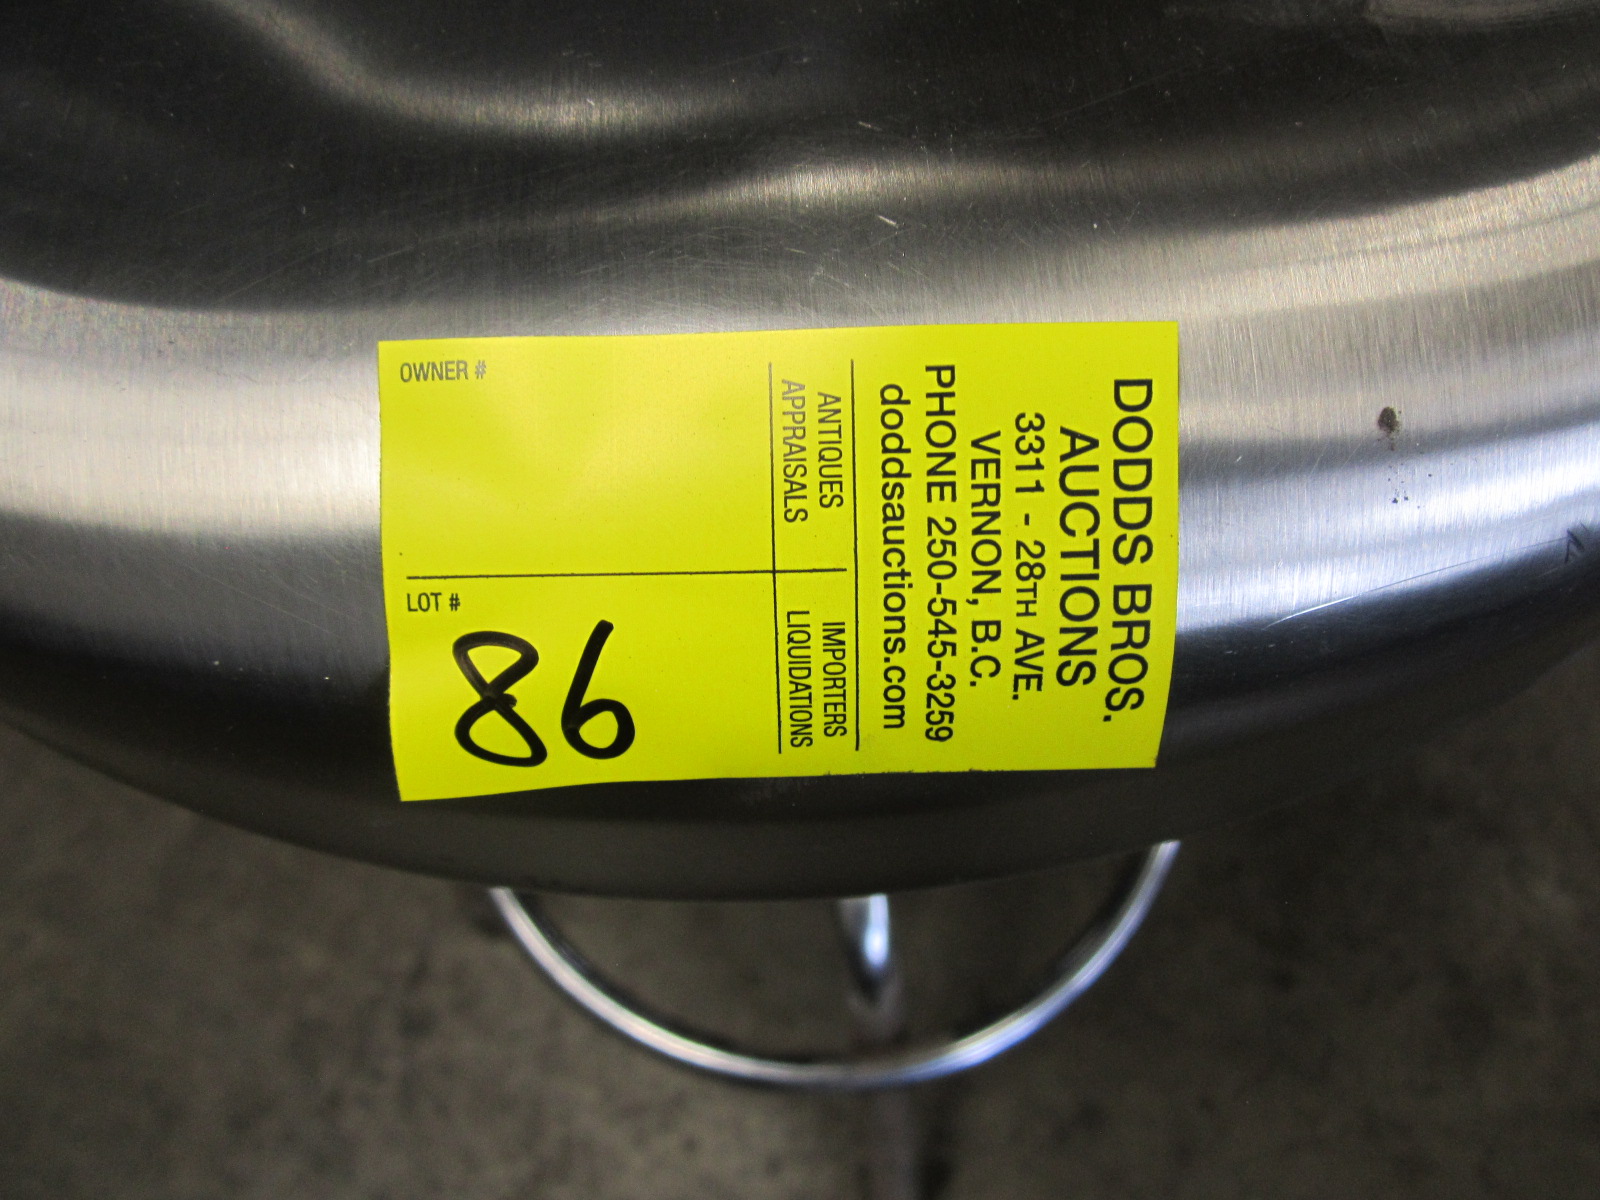 DODDS BROS.
AUCTIONS
3311 - 28TH AVE.
VERNON, B.C.
PHONE 250-545-3259
doddsauctions.com
ANTIQUES IMPORTERS
APPRAISALS LIQUIDATIONS
OWNER #
LOT #
86